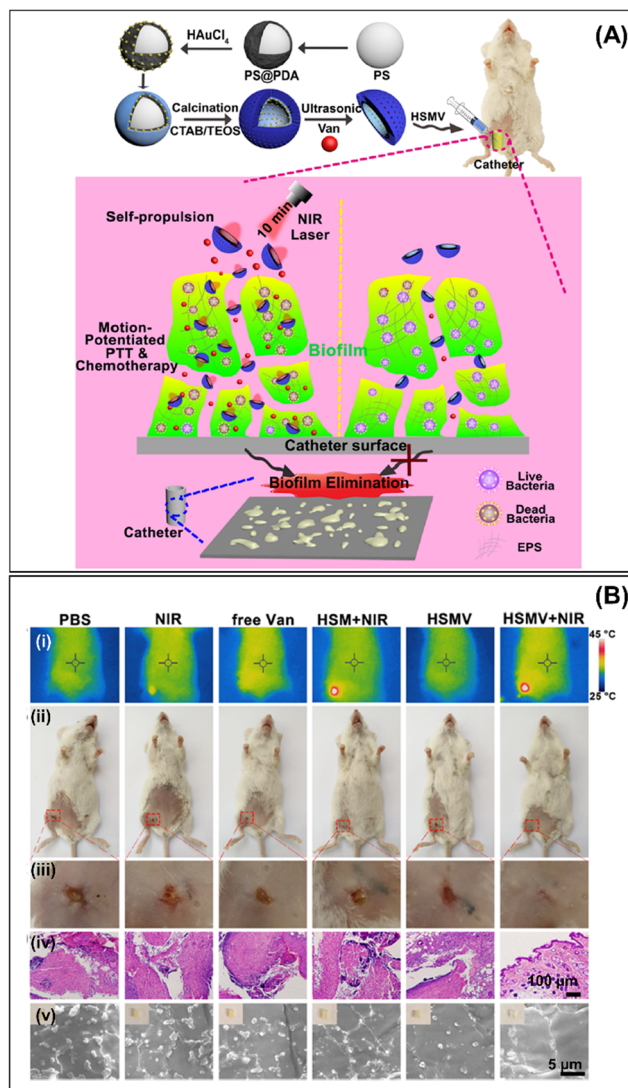 (A)
HAuCl4
PS@PDA
PS
Calcination
CTAB/TEOS
Ultrasonic
Van
HSMV
Catheter
Self-propulsion
10 min
NIR
Laser
Motion-
Potentiated
PTT &
Chemotherapy
Biofilm
Catheter surface
Biofilm Elimination
Catheter
Live
Bacteria
Dead
Bacteria
EPS
(B)
PBS
NIR
free Van
HSM+NIR
HSMV
HSMV+NIR
(i)
45 °C
25 °C
(ii)
(iii)
(iv)
100 μm
(v)
5 μm